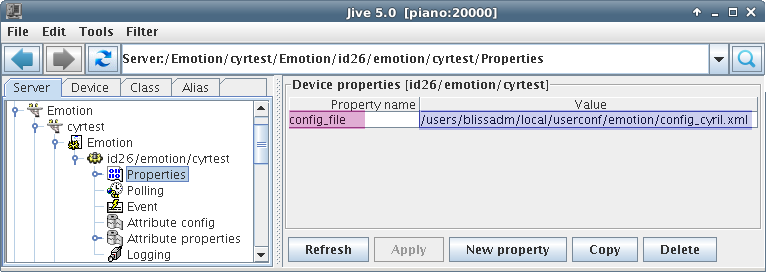 Jive 5.0 [piano:20000]
File Edit Tools Filter
Server:/Emotion/cyrtest/Emotion/id26/emotion/cyrtest/Properties
Server Device Class Alias
Emotion
cyrtest
Emotion
id26/emotion/cyrtest
Properties
Polling
Event
Attribute config
Attribute properties
Logging
Device properties [id26/emotion/cyrtest]
Property name Value
config_file /users/blissadm/local/userconf/emotion/config_cyril.xml
Refresh Apply New property Copy Delete